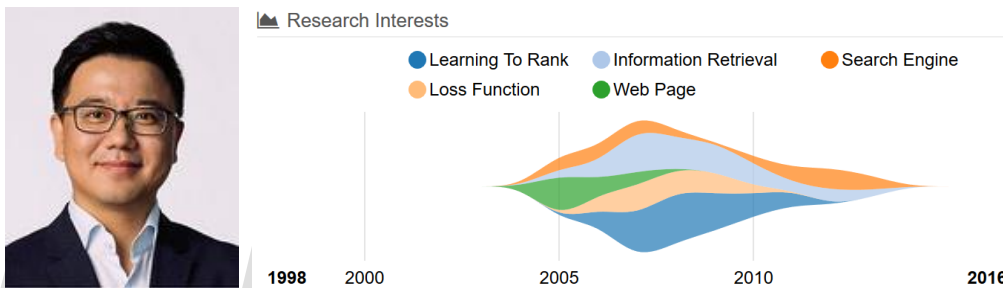 Research Interests
Learning To Rank Information Retrieval Search Engine
Loss Function Web Page
1998 2000 2005 2010 2016